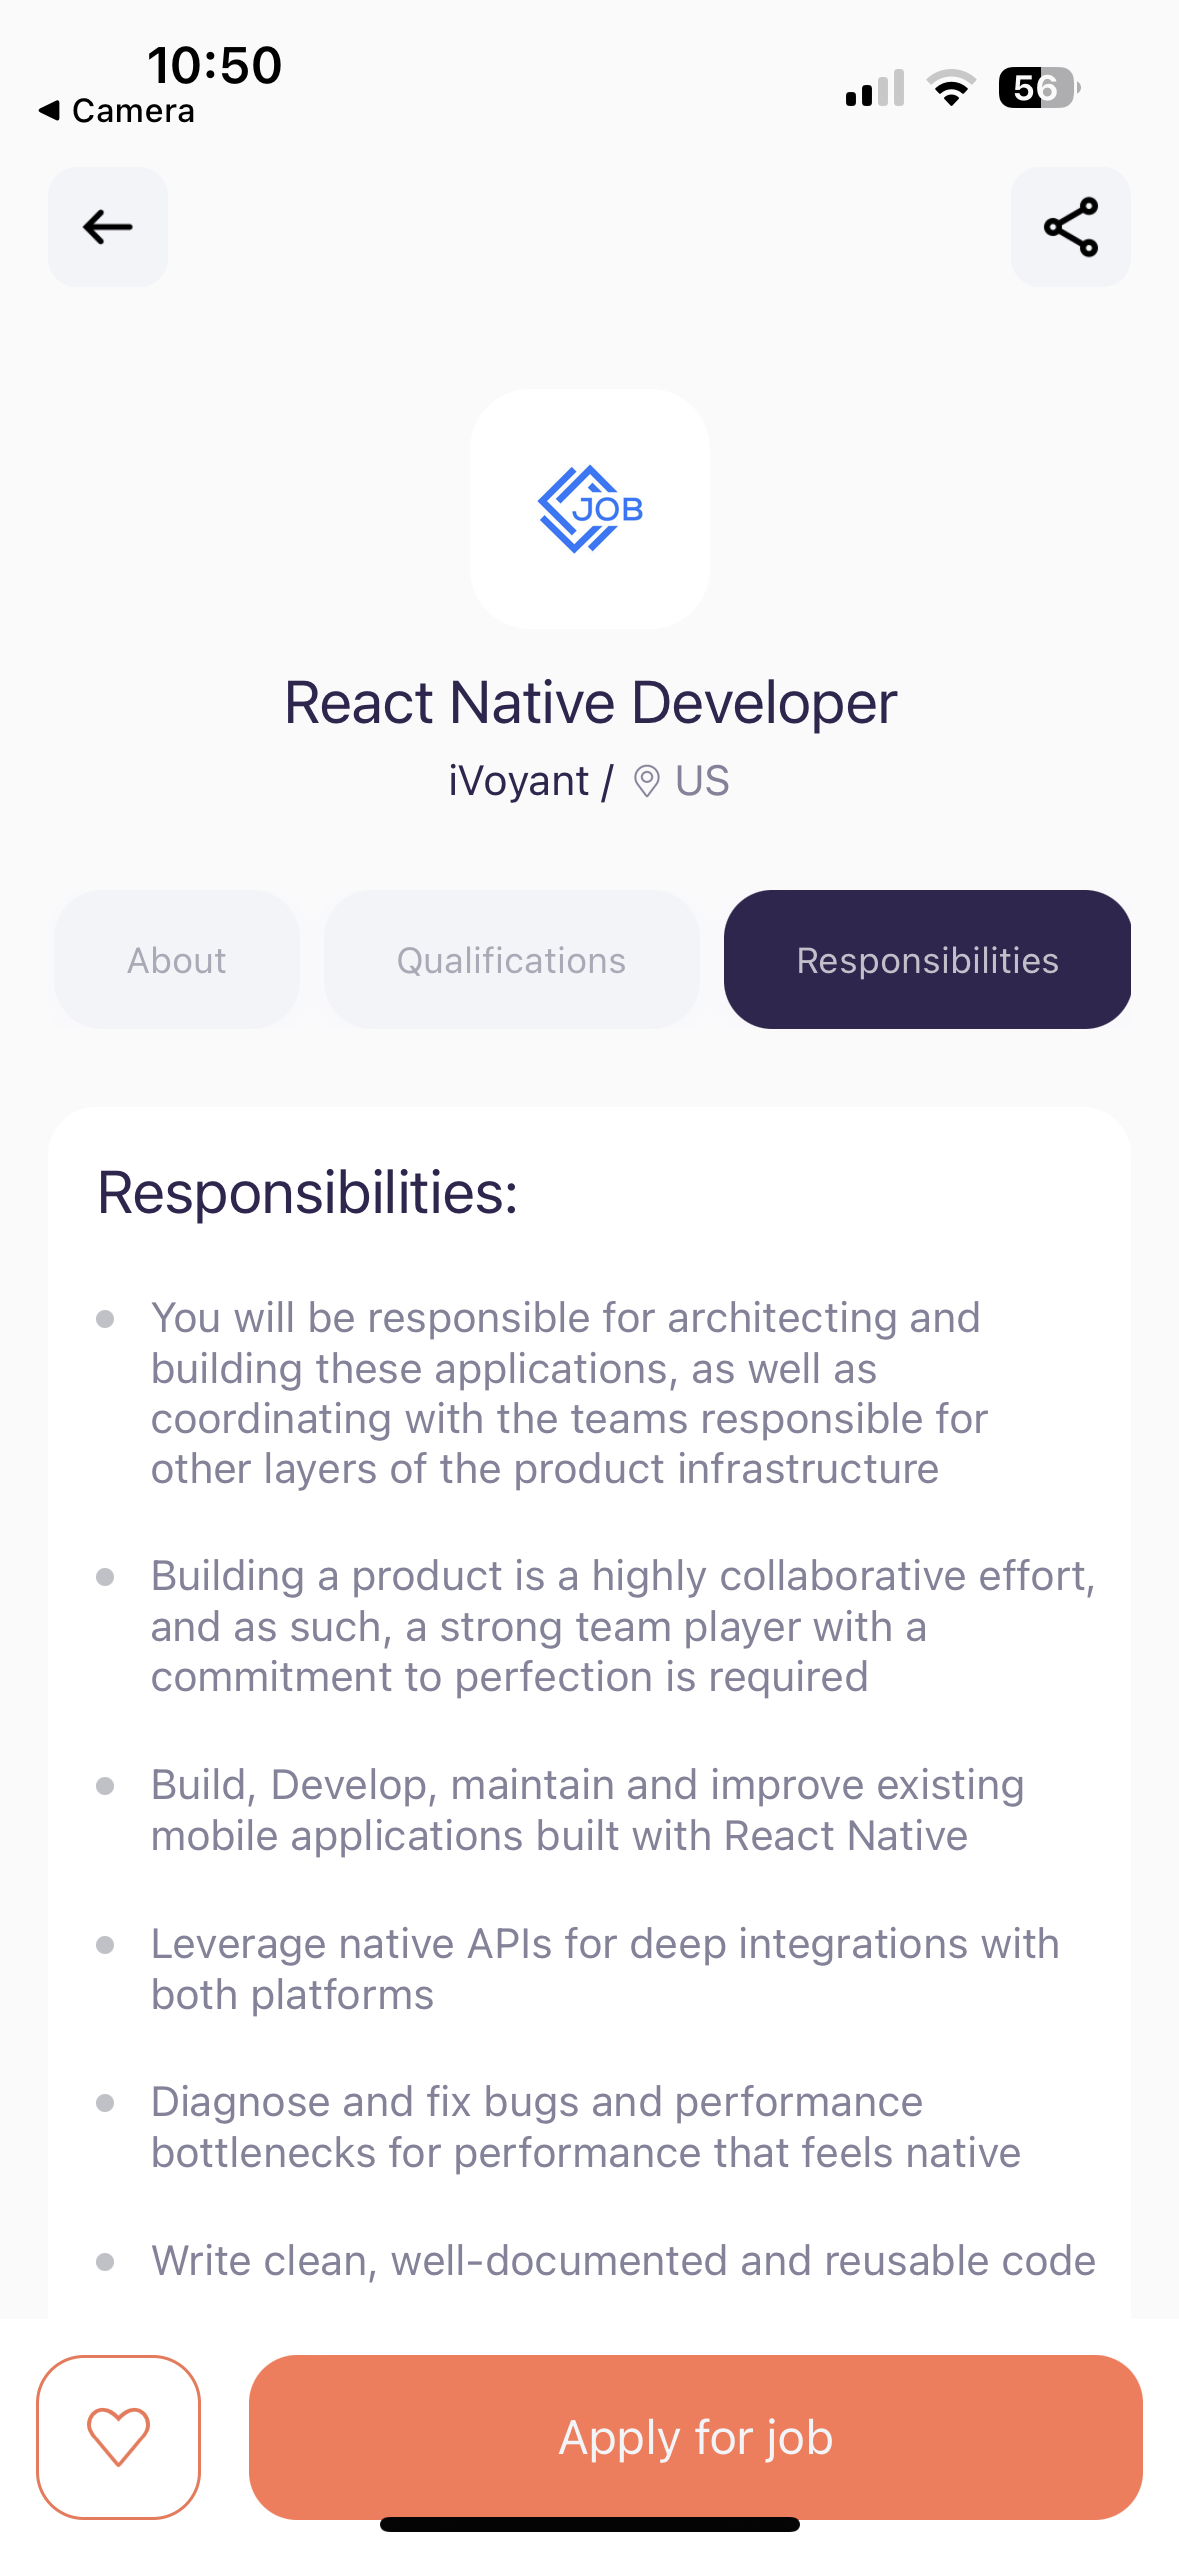 10:50
56
Camera
JOB
React Native Developer
iVoyant / US
About
Qualifications
Responsibilities
Responsibilities:
You will be responsible for architecting and
building these applications, as well as
coordinating with the teams responsible for
other layers of the product infrastructure
Building a product is a highly collaborative effort,
and as such, a strong team player with a
commitment to perfection is required
Build, Develop, maintain and improve existing
mobile applications built with React Native
Leverage native APIs for deep integrations with
both platforms
Diagnose and fix bugs and performance
bottlenecks for performance that feels native
Write clean, well-documented and reusable code
Apply for job